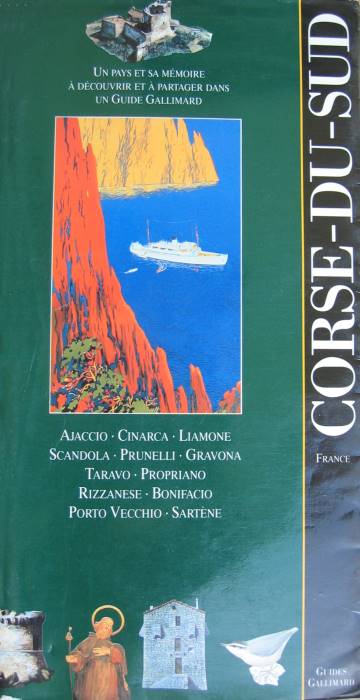 UN PAYS ET SA MÉMOIRE
À DÉCOUVRIR ET À PARTAGER DANS
UN GUIDE GALLIMARD
AJACCIO · CINARCA · LIAMONE
SCANDOLA · PRUNELLI · GRAVONA
TARAVO · PROPRIANO
RIZZANESE · BONIFACIO
PORTO VECCHIO · SARTÈNE
CORSE-DU-SUD
FRANCE
GUIDES
GALLIMARD